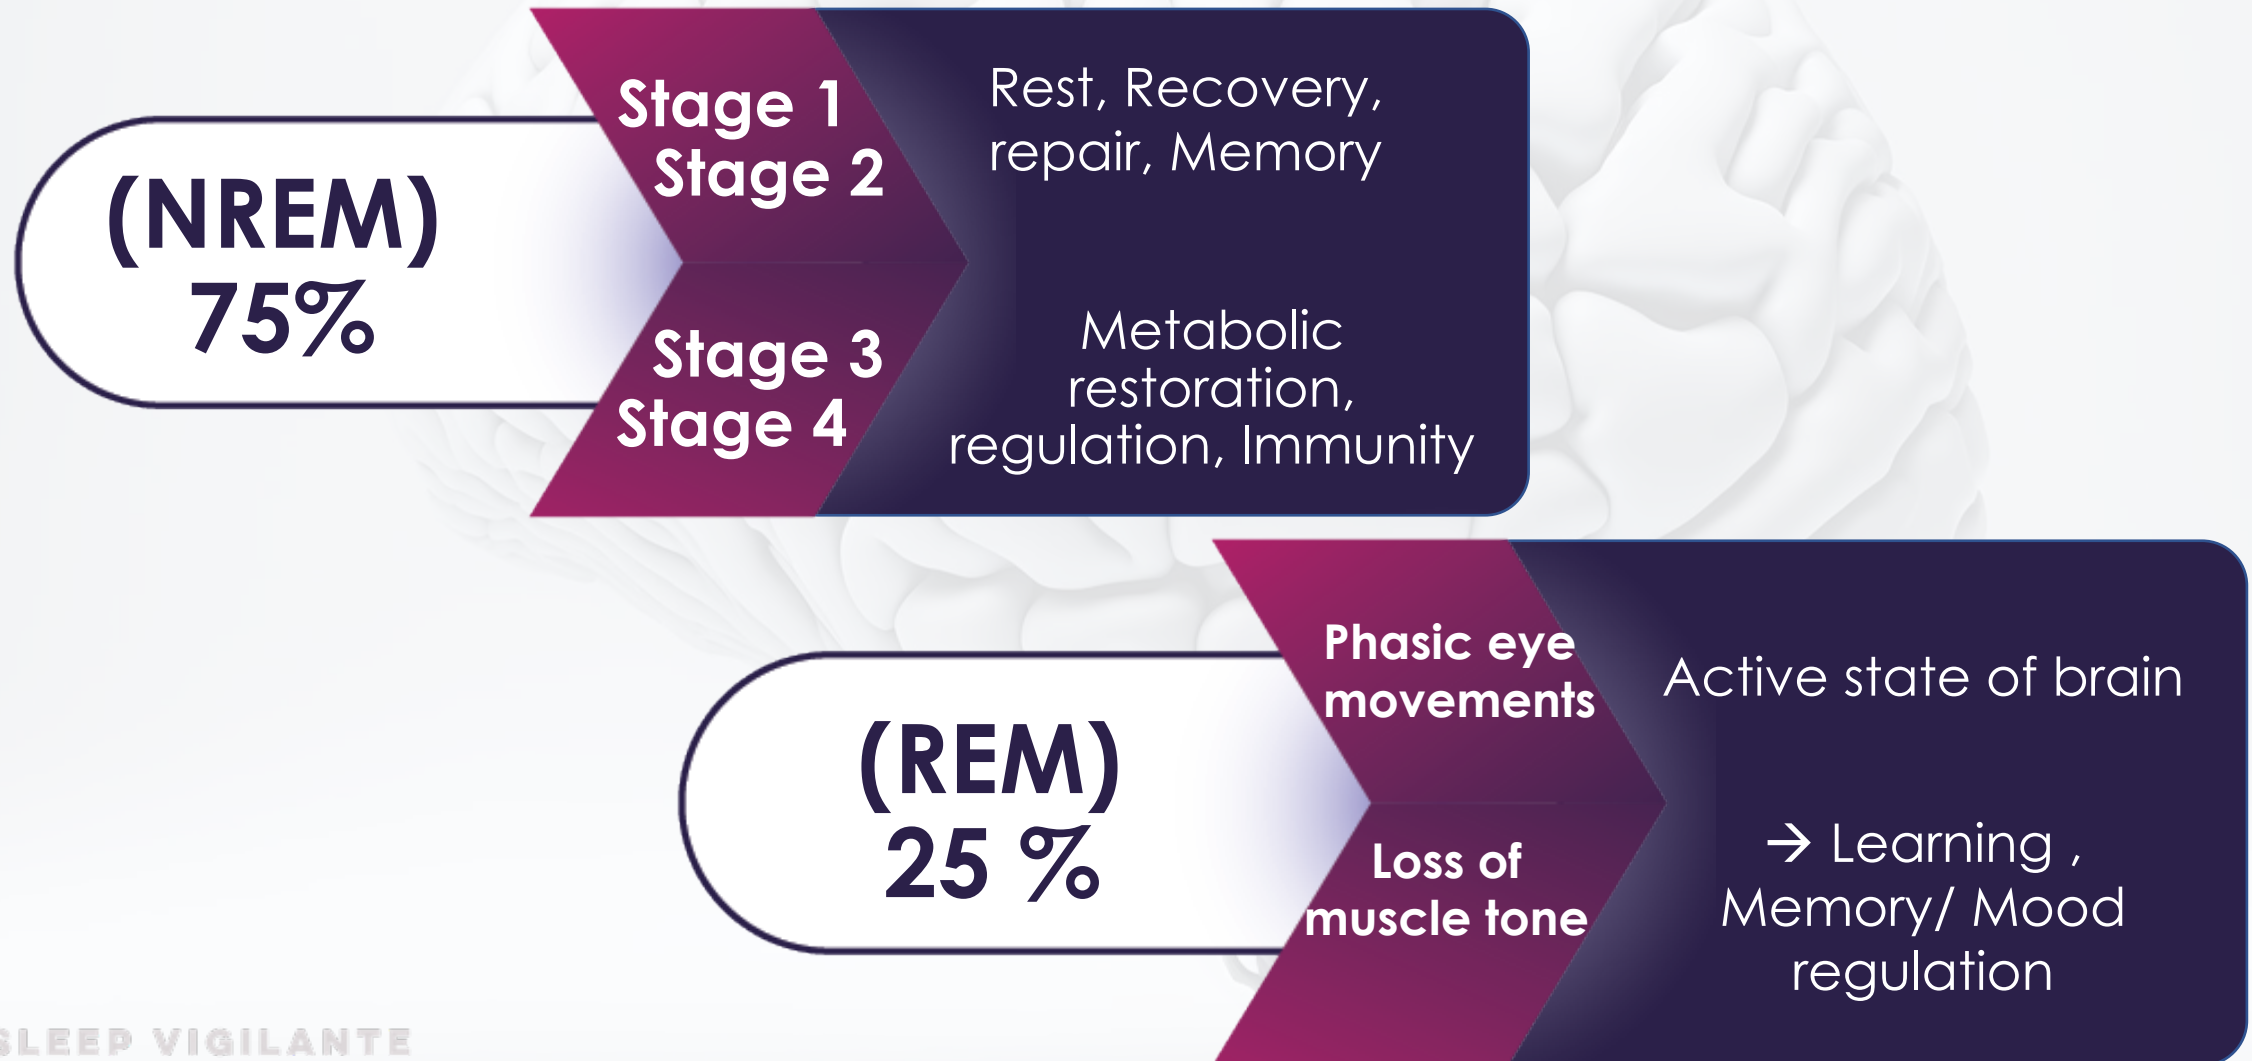 (NREM)
75%
Stage 1
Stage 2
Rest, Recovery,
repair, Memory
Stage 3
Stage 4
Metabolic
restoration,
regulation, Immunity
(REM)
25 %
Phasic eye
movements
Active state of brain
Loss of
muscle tone
→ Learning ,
Memory/ Mood
regulation
SLEEP VIGILANTE